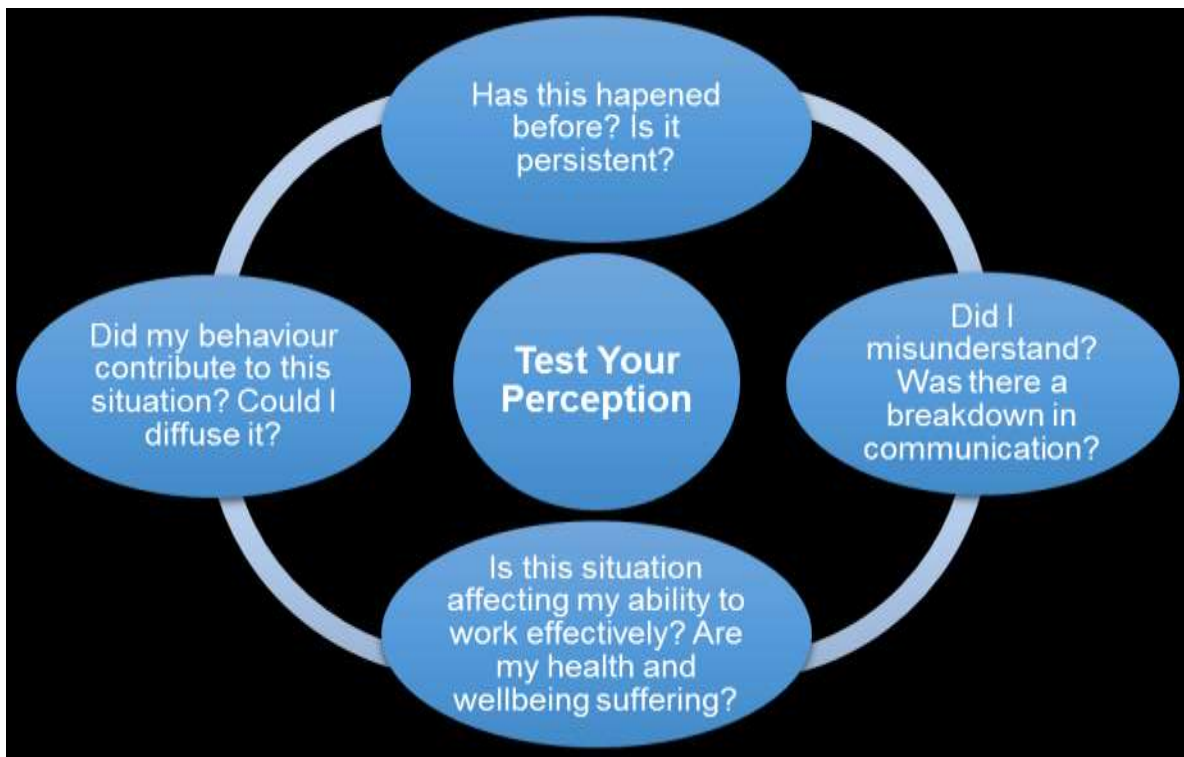 Has this hapened
before? Is it
persistent?
Did my behaviour
contribute to this
situation? Could I
diffuse it?
Test Your
Perception
Did I
misunderstand?
Was there a
breakdown in
communication?
Is this situation
affecting my ability to
work effectively? Are
my health and
wellbeing suffering?